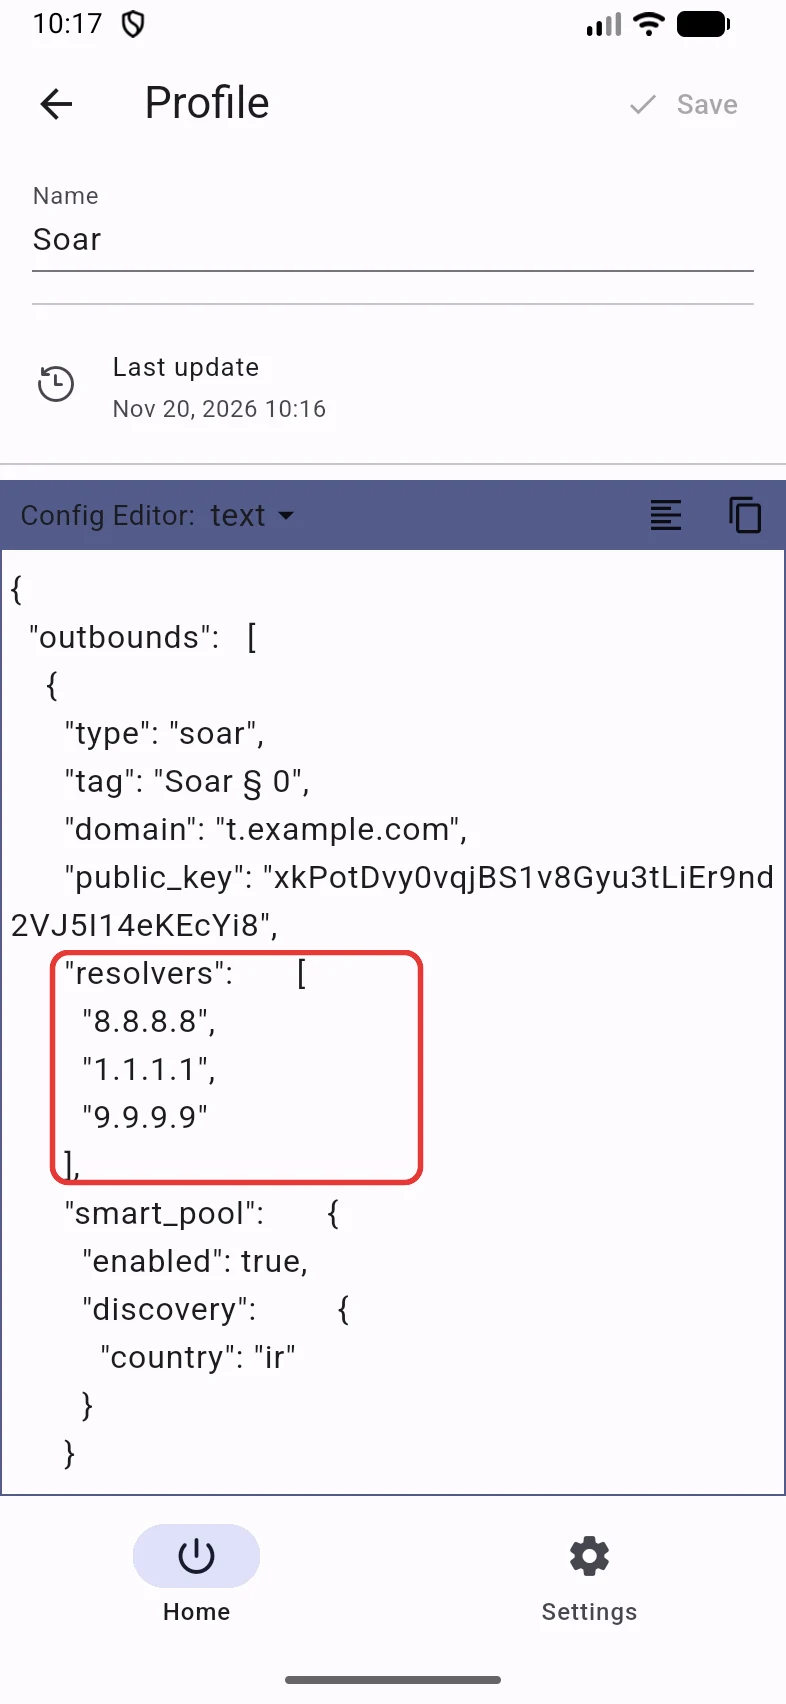 10:17
Profile
Save
Name
Soar
Last update
Nov 20, 2026 10:16
Config Editor: text
{
"outbounds": [
{
"type": "soar",
"tag": "Soar § 0",
"domain": "t.example.com",
"public_key": "xkPotDvy0vqjBS1v8Gyu3tLiEr9nd
2VJ5I14eKEcYi8",
"resolvers": [
"8.8.8.8",
"1.1.1.1",
"9.9.9.9"
],
"smart_pool": {
"enabled": true,
"discovery": {
"country": "ir"
}
}
Home
Settings